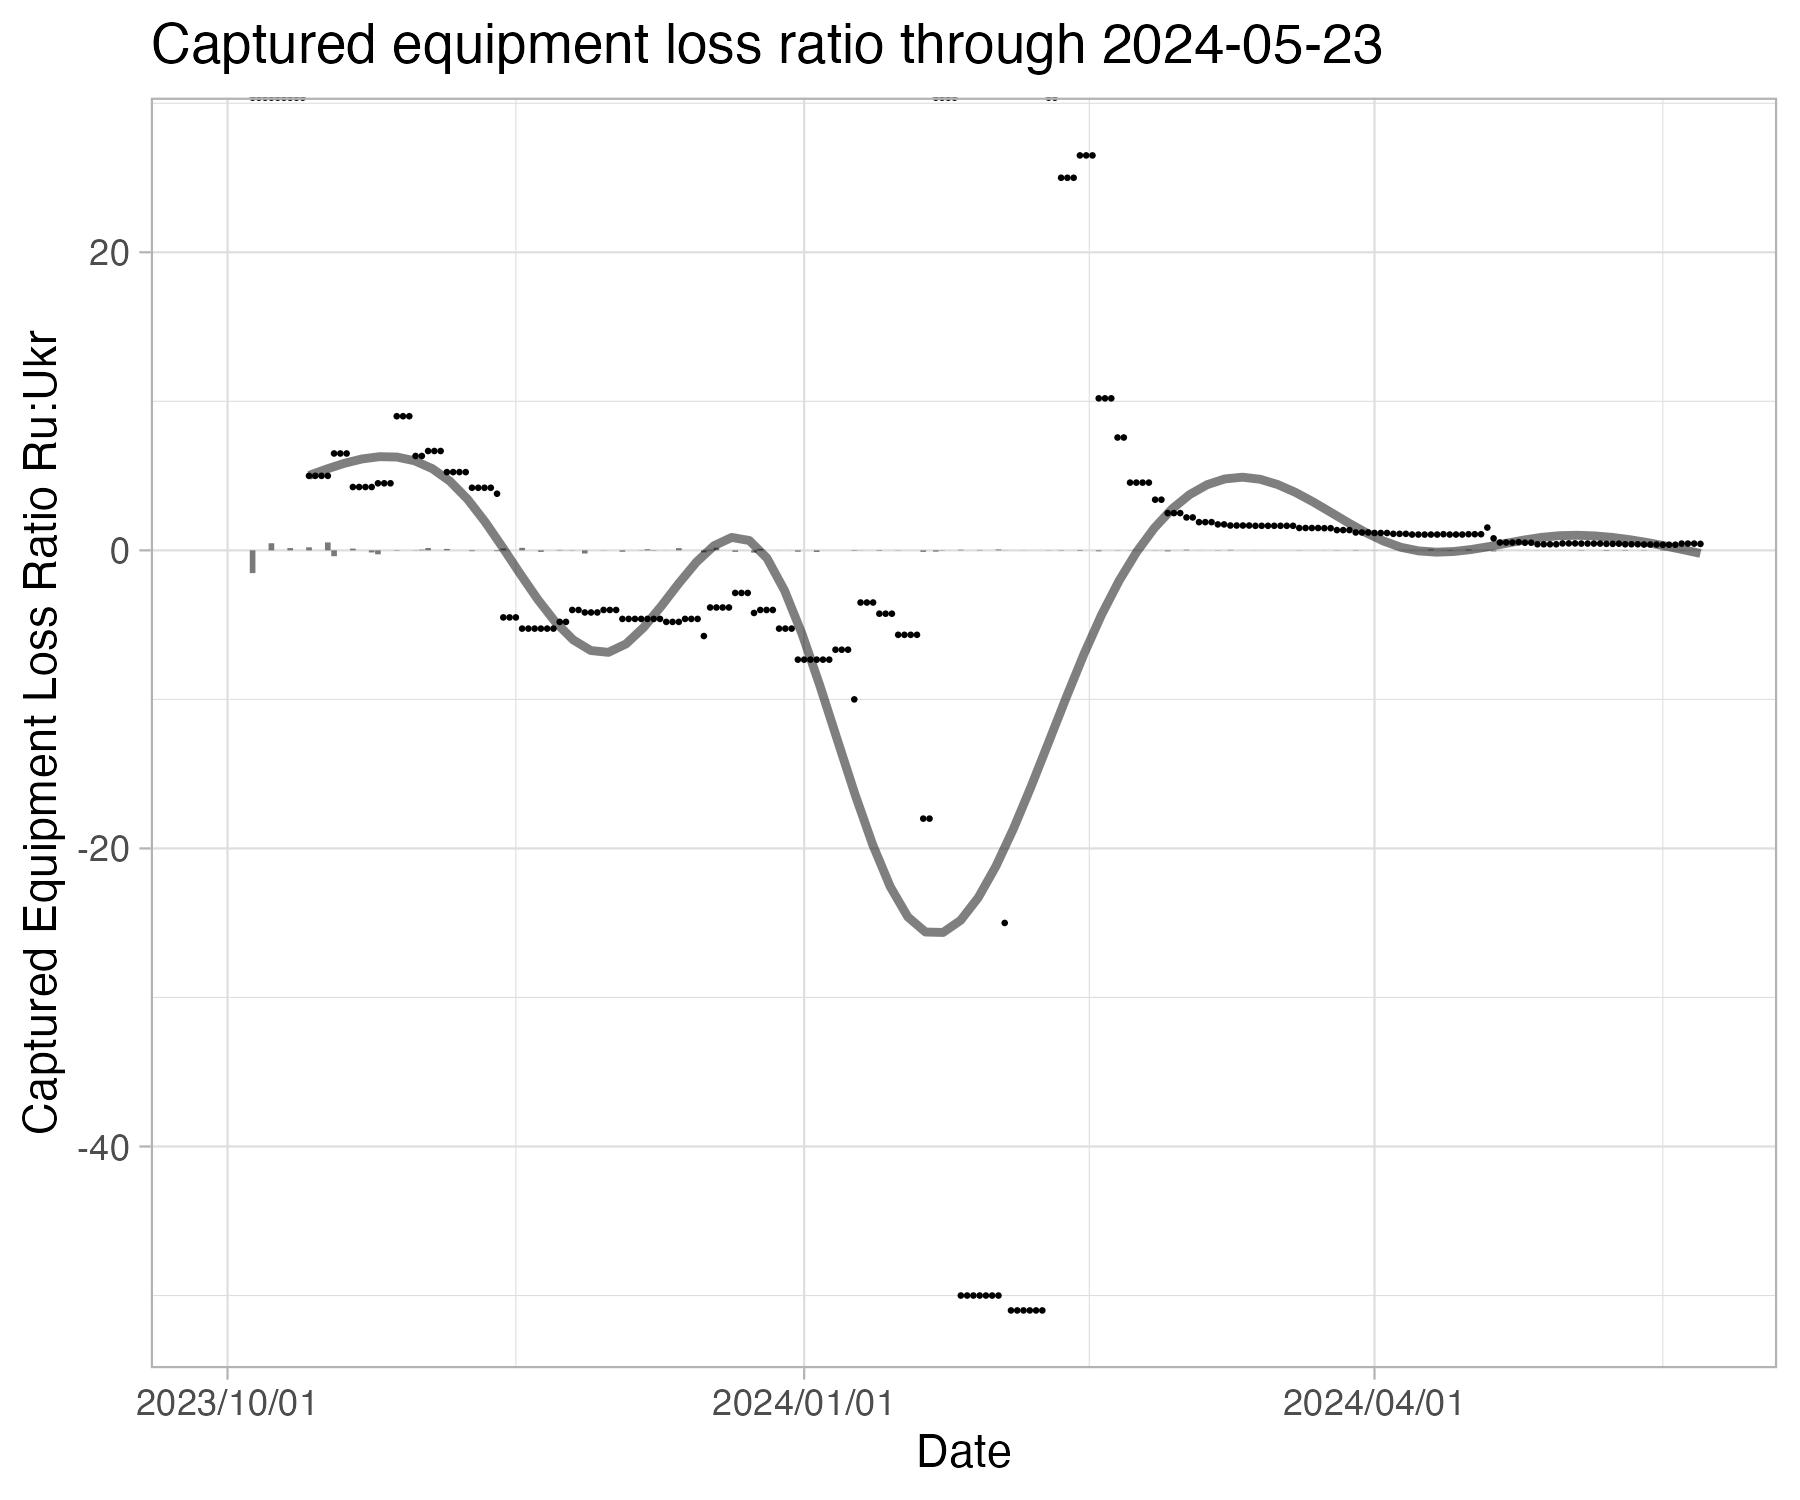 Captured equipment loss ratio through 2024-05-23
Captured Equipment Loss Ratio Ru:Ukr
20
0
-20
-40
2023/10/01
2024/01/01
2024/04/01
Date